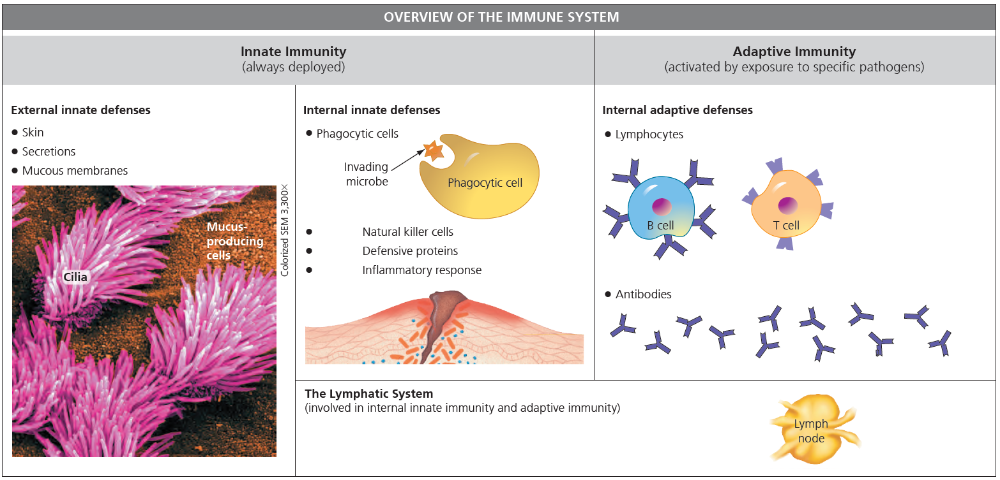 OVERVIEW OF THE IMMUNE SYSTEM
Innate Immunity
(always deployed)
Adaptive Immunity
(activated by exposure to specific pathogens)
External innate defenses
• Skin
• Secretions
• Mucous membranes
Mucus-
producing
cells
Cilia
Colorized SEM 3,300×
Internal innate defenses
• Phagocytic cells
Invading
microbe
Phagocytic cell
• Natural killer cells
• Defensive proteins
• Inflammatory response
Internal adaptive defenses
• Lymphocytes
B cell
T cell
• Antibodies
The Lymphatic System
(involved in internal innate immunity and adaptive immunity)
Lymph
node